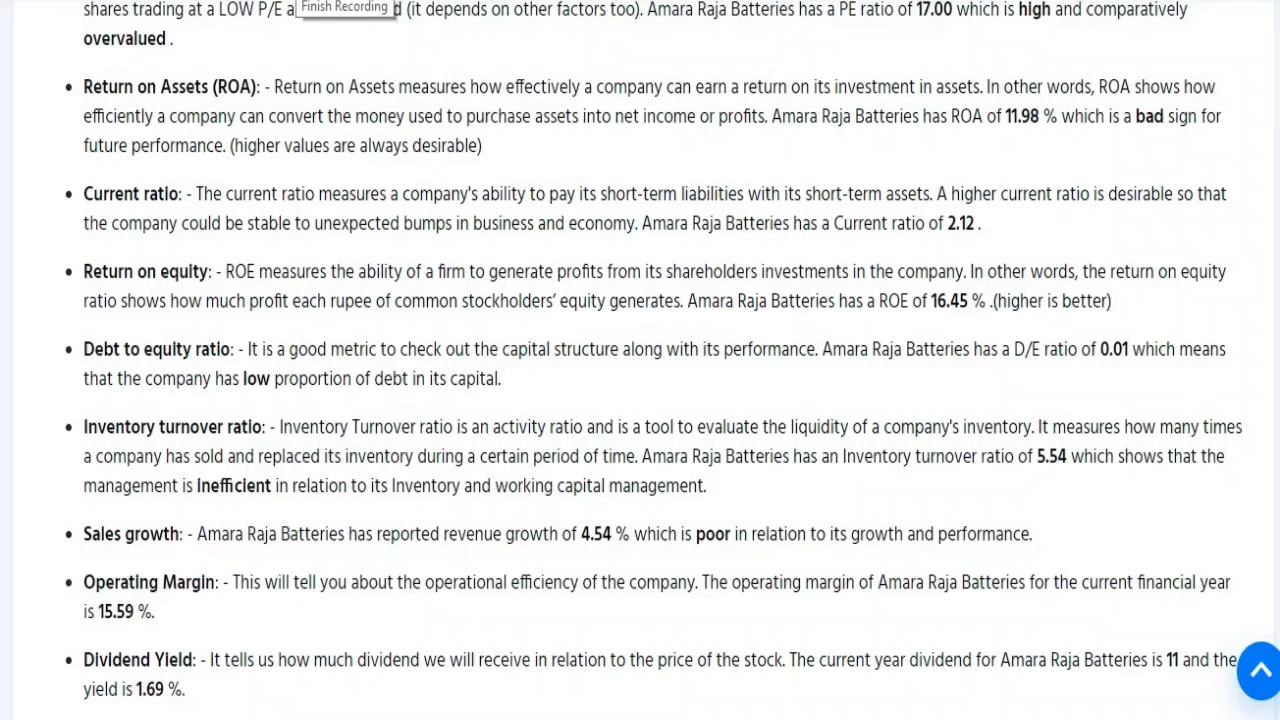 shares trading at a LOW P/E a Finish Recording d (it depends on other factors too). Amara Raja Batteries has a PE ratio of 17.00 which is high and comparatively
overvalued .
• Return on Assets (ROA): - Return on Assets measures how effectively a company can earn a return on its investment in assets. In other words, ROA shows how
efficiently a company can convert the money used to purchase assets into net income or profits. Amara Raja Batteries has ROA of 11.98 % which is a bad sign for
future performance. (higher values are always desirable)
• Current ratio: - The current ratio measures a company's ability to pay its short-term liabilities with its short-term assets. A higher current ratio is desirable so that
the company could be stable to unexpected bumps in business and economy. Amara Raja Batteries has a Current ratio of 2.12 .
• Return on equity: - ROE measures the ability of a firm to generate profits from its shareholders investments in the company. In other words, the return on equity
ratio shows how much profit each rupee of common stockholders’ equity generates. Amara Raja Batteries has a ROE of 16.45 % .(higher is better)
• Debt to equity ratio: - It is a good metric to check out the capital structure along with its performance. Amara Raja Batteries has a D/E ratio of 0.01 which means
that the company has low proportion of debt in its capital.
• Inventory turnover ratio: - Inventory Turnover ratio is an activity ratio and is a tool to evaluate the liquidity of a company's inventory. It measures how many times
a company has sold and replaced its inventory during a certain period of time. Amara Raja Batteries has an Inventory turnover ratio of 5.54 which shows that the
management is inefficient in relation to its Inventory and working capital management.
• Sales growth: - Amara Raja Batteries has reported revenue growth of 4.54 % which is poor in relation to its growth and performance.
• Operating Margin: - This will tell you about the operational efficiency of the company. The operating margin of Amara Raja Batteries for the current financial year
is 15.59 %.
• Dividend Yield: - It tells us how much dividend we will receive in relation to the price of the stock. The current year dividend for Amara Raja Batteries is 11 and the
yield is 1.69 %.